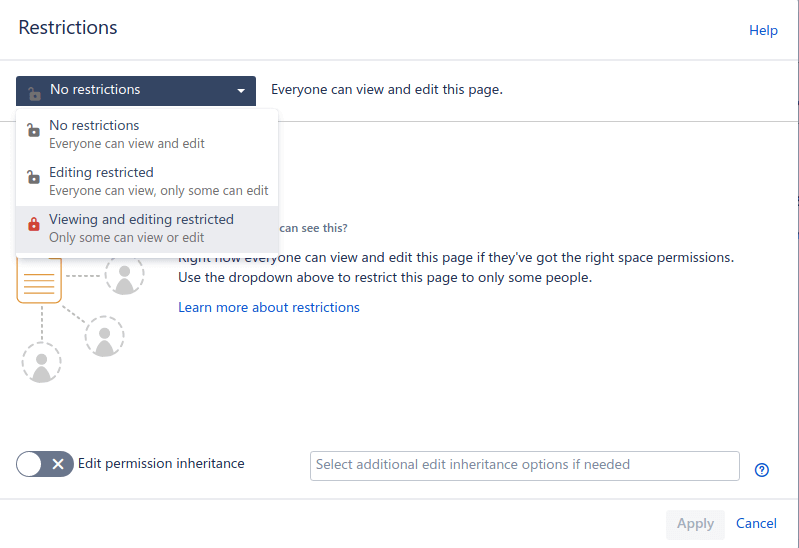 Restrictions
Help
No restrictions
Everyone can view and edit this page.
No restrictions
Everyone can view and edit
Editing restricted
Everyone can view, only some can edit
Viewing and editing restricted
Only some can view or edit
can see this?
Right now everyone can view and edit this page if they've got the right space permissions.
Use the dropdown above to restrict this page to only some people.
Learn more about restrictions
Edit permission inheritance
Select additional edit inheritance options if needed
Apply
Cancel